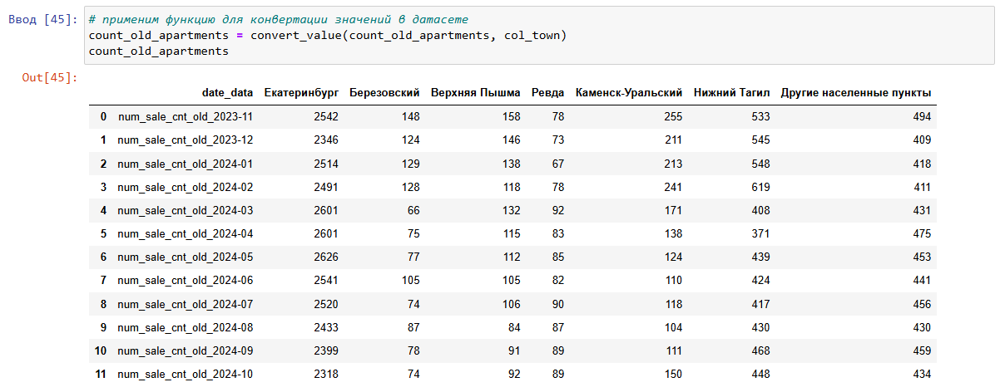 Ввод [45]: # применим функцию для конвертации значений в датасете
count_old_apartments = convert_value(count_old_apartments, col_town)
count_old_apartments
Out[45]:
date_data Екатеринбург Березовский Верхняя Пышма Ревда Каменск-Уральский Нижний Тагил Другие населенные пункты
0 num_sale_cnt_old_2023-11 2542 148 158 78 255 533 494
1 num_sale_cnt_old_2023-12 2346 124 146 73 211 545 409
2 num_sale_cnt_old_2024-01 2514 129 138 67 213 548 418
3 num_sale_cnt_old_2024-02 2491 128 118 78 241 619 411
4 num_sale_cnt_old_2024-03 2601 66 132 92 171 408 431
5 num_sale_cnt_old_2024-04 2601 75 115 83 138 371 475
6 num_sale_cnt_old_2024-05 2626 77 112 85 124 439 453
7 num_sale_cnt_old_2024-06 2541 105 105 82 110 424 441
8 num_sale_cnt_old_2024-07 2520 74 106 90 118 417 456
9 num_sale_cnt_old_2024-08 2433 87 84 87 104 430 430
10 num_sale_cnt_old_2024-09 2399 78 91 89 111 468 459
11 num_sale_cnt_old_2024-10 2318 74 92 89 150 448 434